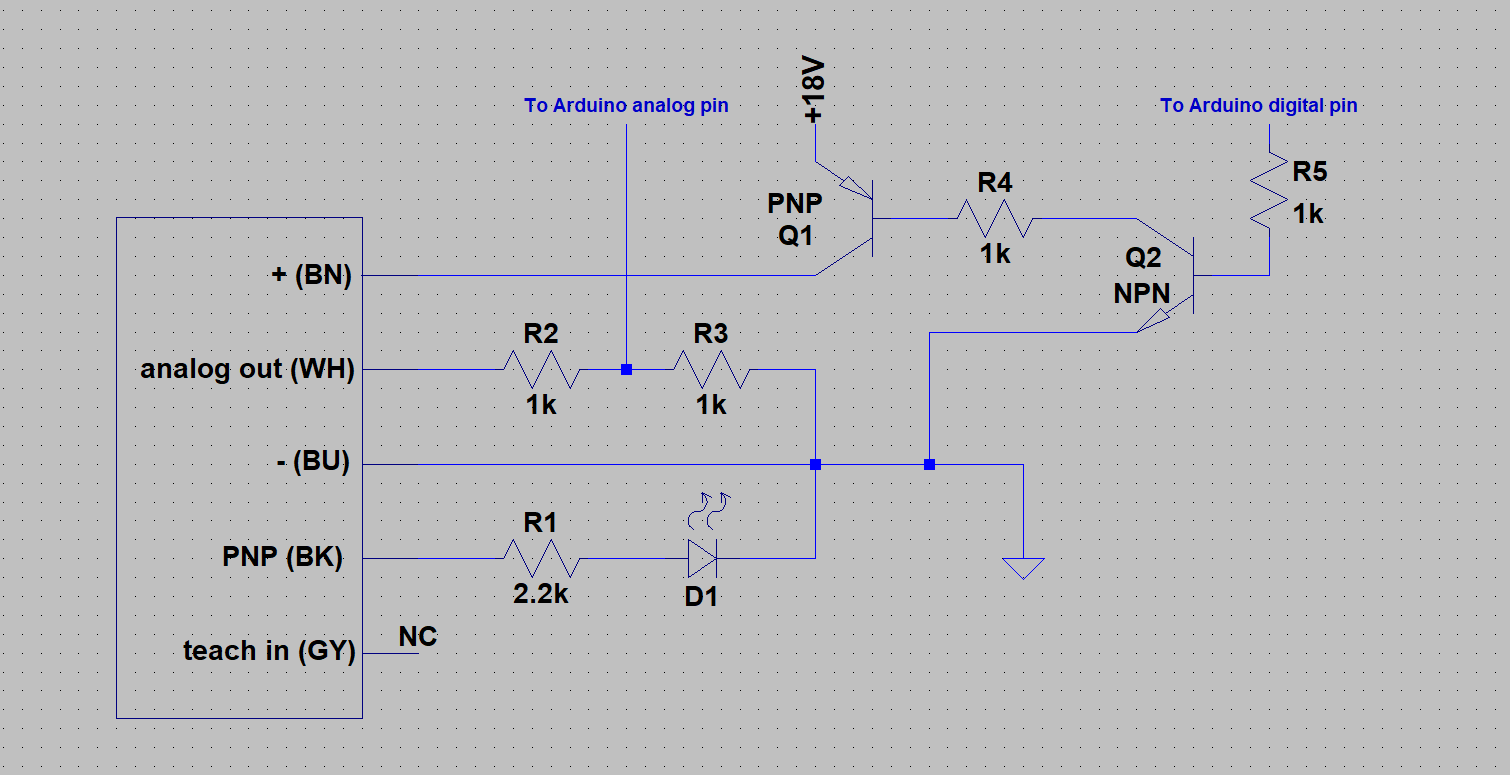 +18V
To Arduino analog pin
To Arduino digital pin
R5
1k
R4
1k
PNP
Q1
Q2
NPN
+ (BN)
R2
1k
R3
1k
analog out (WH)
- (BU)
R1
2.2k
D1
PNP (BK)
NC
teach in (GY)